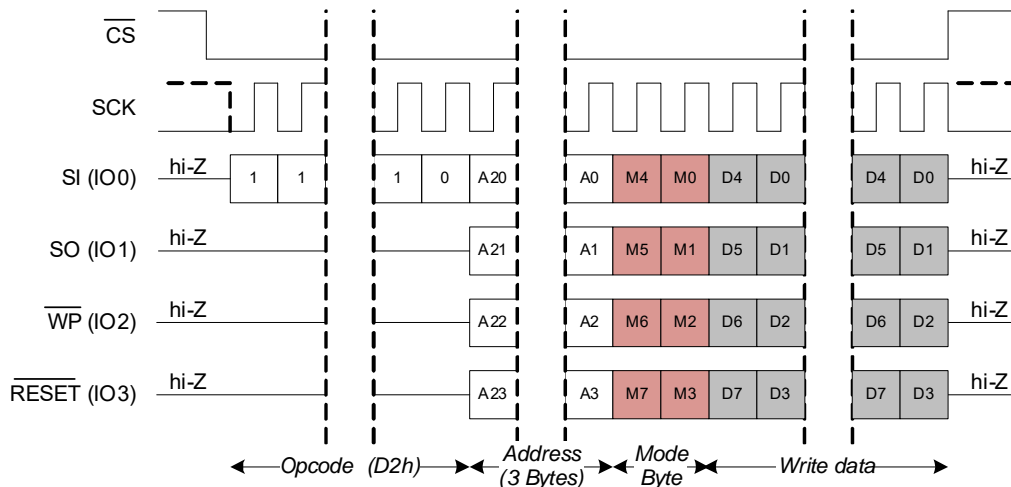 CS
SCK
SI (IO0) hi-Z 1 1 1 0 A20 A0 M4 M0 D4 D0 D4 D0 hi-Z
SO (IO1) hi-Z A21 A1 M5 M1 D5 D1 D5 D1 hi-Z
WP (IO2) hi-Z A22 A2 M6 M2 D6 D2 D6 D2 hi-Z
RESET (IO3) hi-Z A23 A3 M7 M3 D7 D3 D7 D3 hi-Z
Opcode (D2h) Address Mode Write data
(3 Bytes) Byte